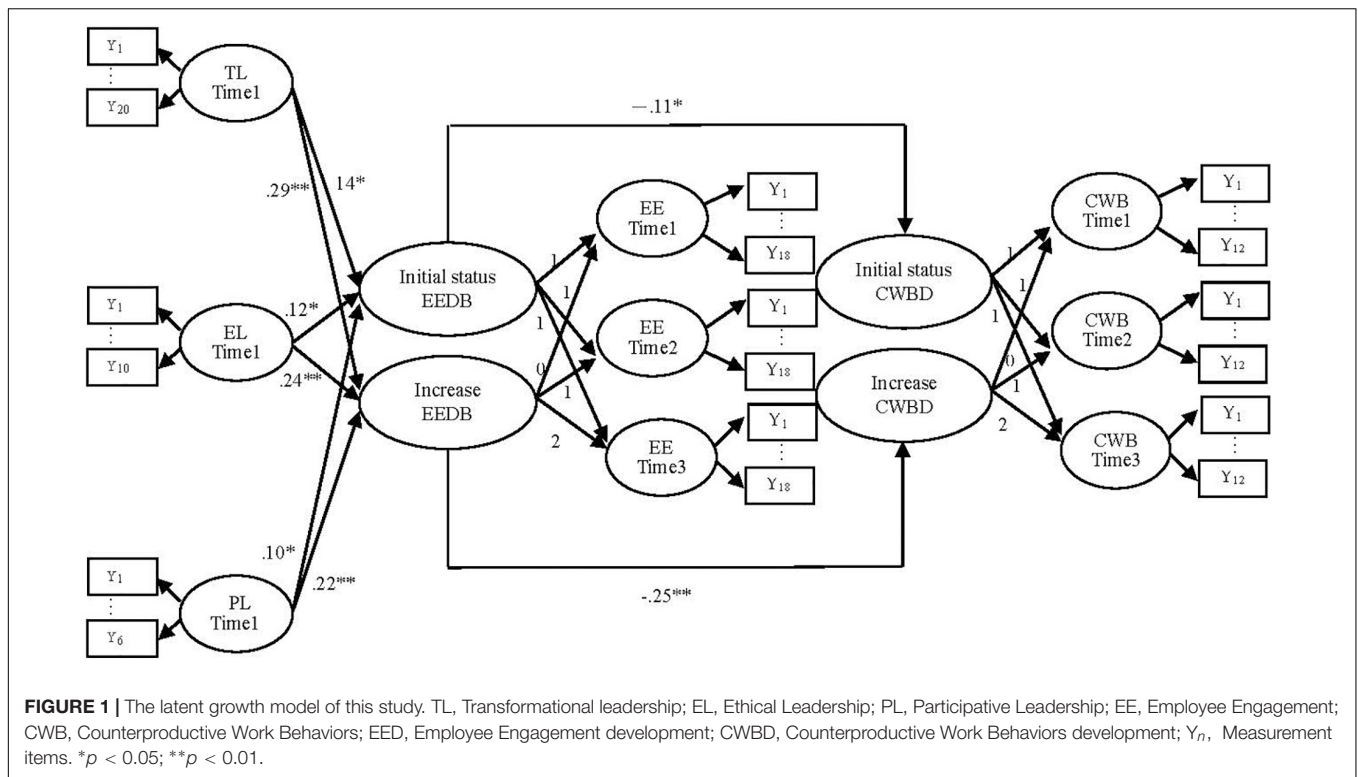 Y1
Y20
TL
Time1
.29**
.14*
Y1
Y10
EL
Time1
.12*
.24**
Y1
Y6
PL
Time1
.10*
.22**
Initial status
EEDB
Increase
EEDB
—.11*
-.25**
1
1
1
0
1
2
EE
Time1
Y1
Y18
EE
Time2
Y1
Y18
EE
Time3
Y1
Y18
Initial status
CWBD
Increase
CWBD
1
1
1
0
1
2
CWB
Time1
Y1
Y12
CWB
Time2
Y1
Y12
CWB
Time3
Y1
Y12
FIGURE 1 | The latent growth model of this study. TL, Transformational leadership; EL, Ethical Leadership; PL, Participative Leadership; EE, Employee Engagement;
CWB, Counterproductive Work Behaviors; EED, Employee Engagement development; CWBD, Counterproductive Work Behaviors development; Yn, Measurement
items. *p < 0.05; **p < 0.01.